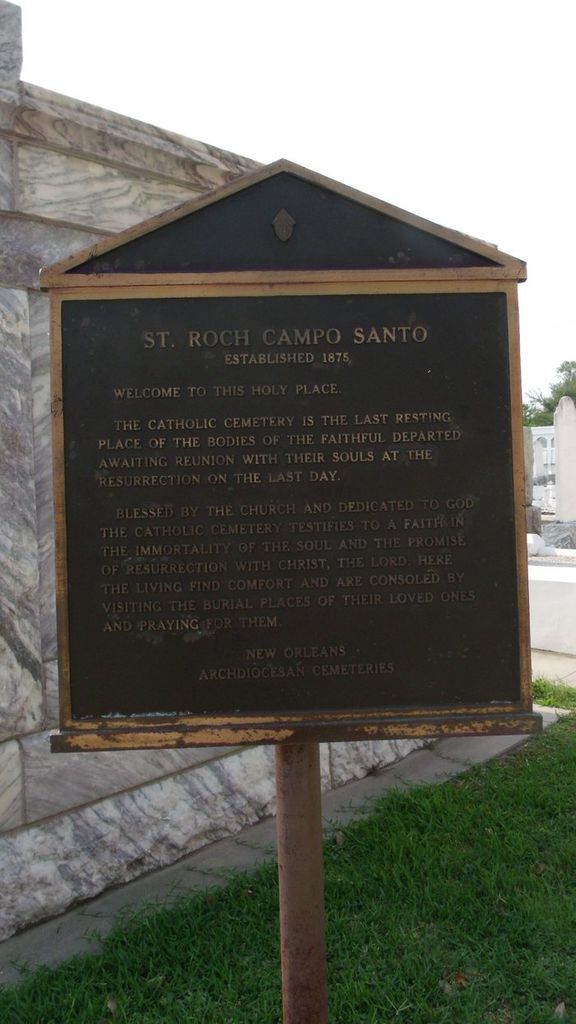 ST. ROCH CAMPO SANTO
ESTABLISHED 1875
WELCOME TO THIS HOLY PLACE.
THE CATHOLIC CEMETERY IS THE LAST RESTING
PLACE OF THE BODIES OF THE FAITHFUL DEPARTED
AWAITING REUNION WITH THEIR SOULS AT THE
RESURRECTION ON THE LAST DAY.
BLESSED BY THE CHURCH AND DEDICATED TO GOD
THE CATHOLIC CEMETERY TESTIFIES TO A FAITH IN
THE IMMORTALITY OF THE SOUL AND THE PROMISE
OF RESURRECTION WITH CHRIST, THE LORD. HERE
THE LIVING FIND COMFORT AND ARE CONSOLED BY
VISITING THE BURIAL PLACES OF THEIR LOVED ONES
AND PRAYING FOR THEM.
NEW ORLEANS
ARCHDIOCESAN CEMETERIES